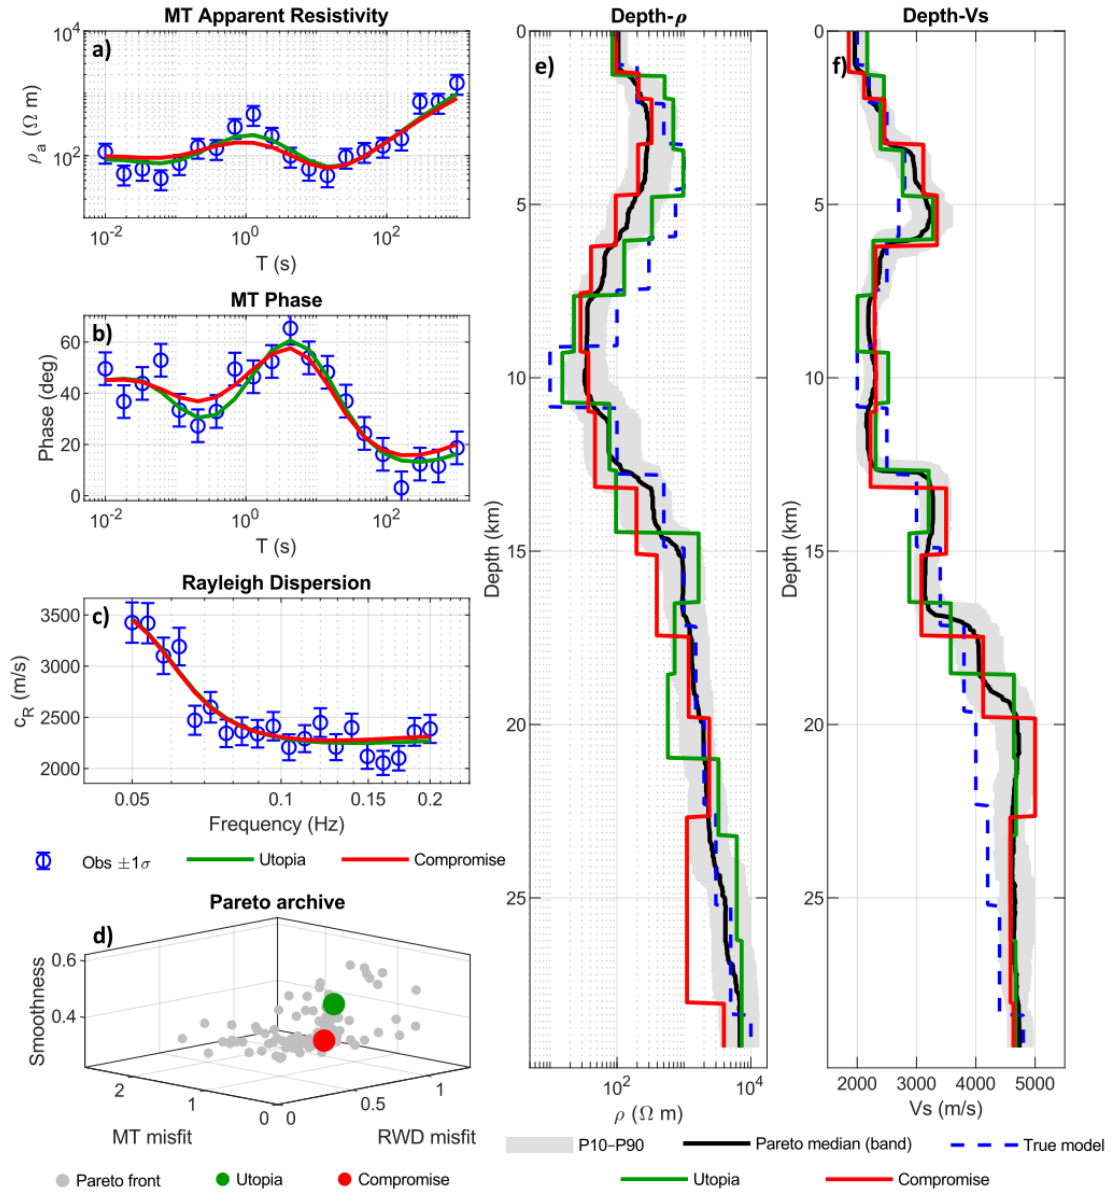 MT Apparent Resistivity
a)
10^4
10^3
10^2
ρ_a (Ω m)
10^-2
10^0
10^2
T (s)
MT Phase
b)
60
40
20
0
Phase (deg)
10^-2
10^0
10^2
T (s)
Rayleigh Dispersion
c)
3500
3000
2500
2000
c_R (m/s)
0.05
0.1
0.15
0.2
Frequency (Hz)
Obs ±1σ
Utopia
Compromise
Pareto archive
d)
0.6
0.4
Smoothness
2
1
0
0
0.5
1
MT misfit
RWD misfit
Pareto front
Utopia
Compromise
Depth-ρ
e)
0
5
10
15
20
25
Depth (km)
10^2
10^4
ρ (Ω m)
Depth-Vs
f)
0
5
10
15
20
25
Depth (km)
2000
3000
4000
5000
Vs (m/s)
P10–P90
Pareto median (band)
True model
Utopia
Compromise